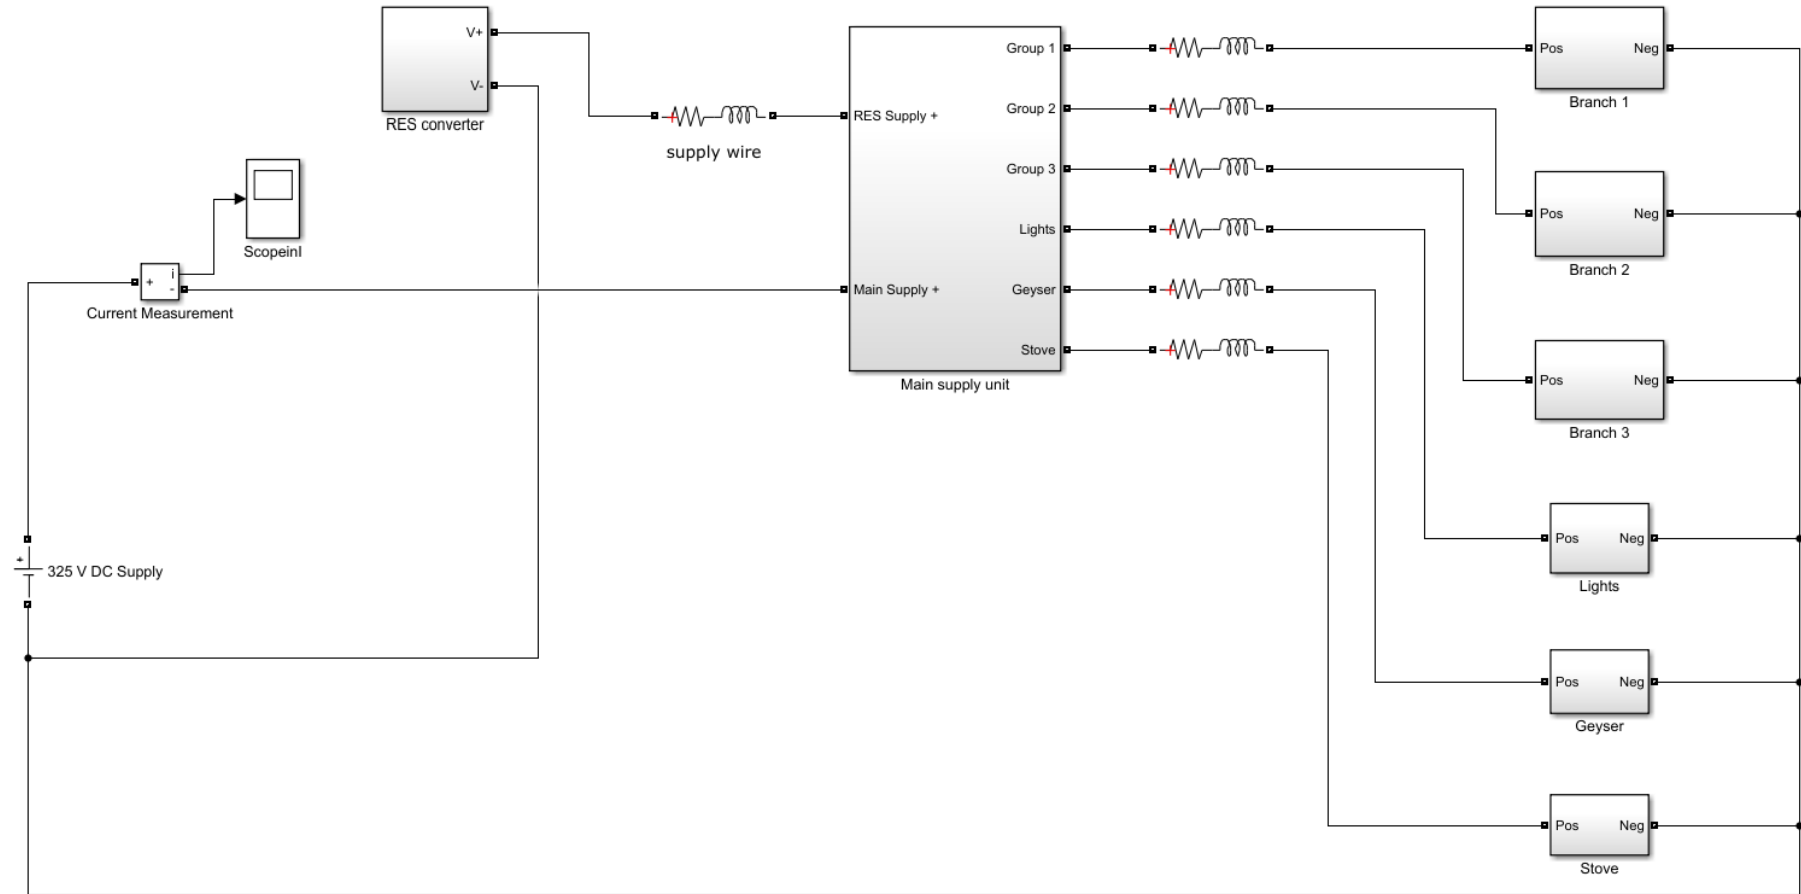 V+
V-
RES converter
supply wire
ScopeinI
+
i
-
Current Measurement
+
325 V DC Supply
RES Supply +
Main Supply +
Group 1
Group 2
Group 3
Lights
Geyser
Stove
Main supply unit
Pos Neg
Branch 1
Pos Neg
Branch 2
Pos Neg
Branch 3
Pos Neg
Lights
Pos Neg
Geyser
Pos Neg
Stove